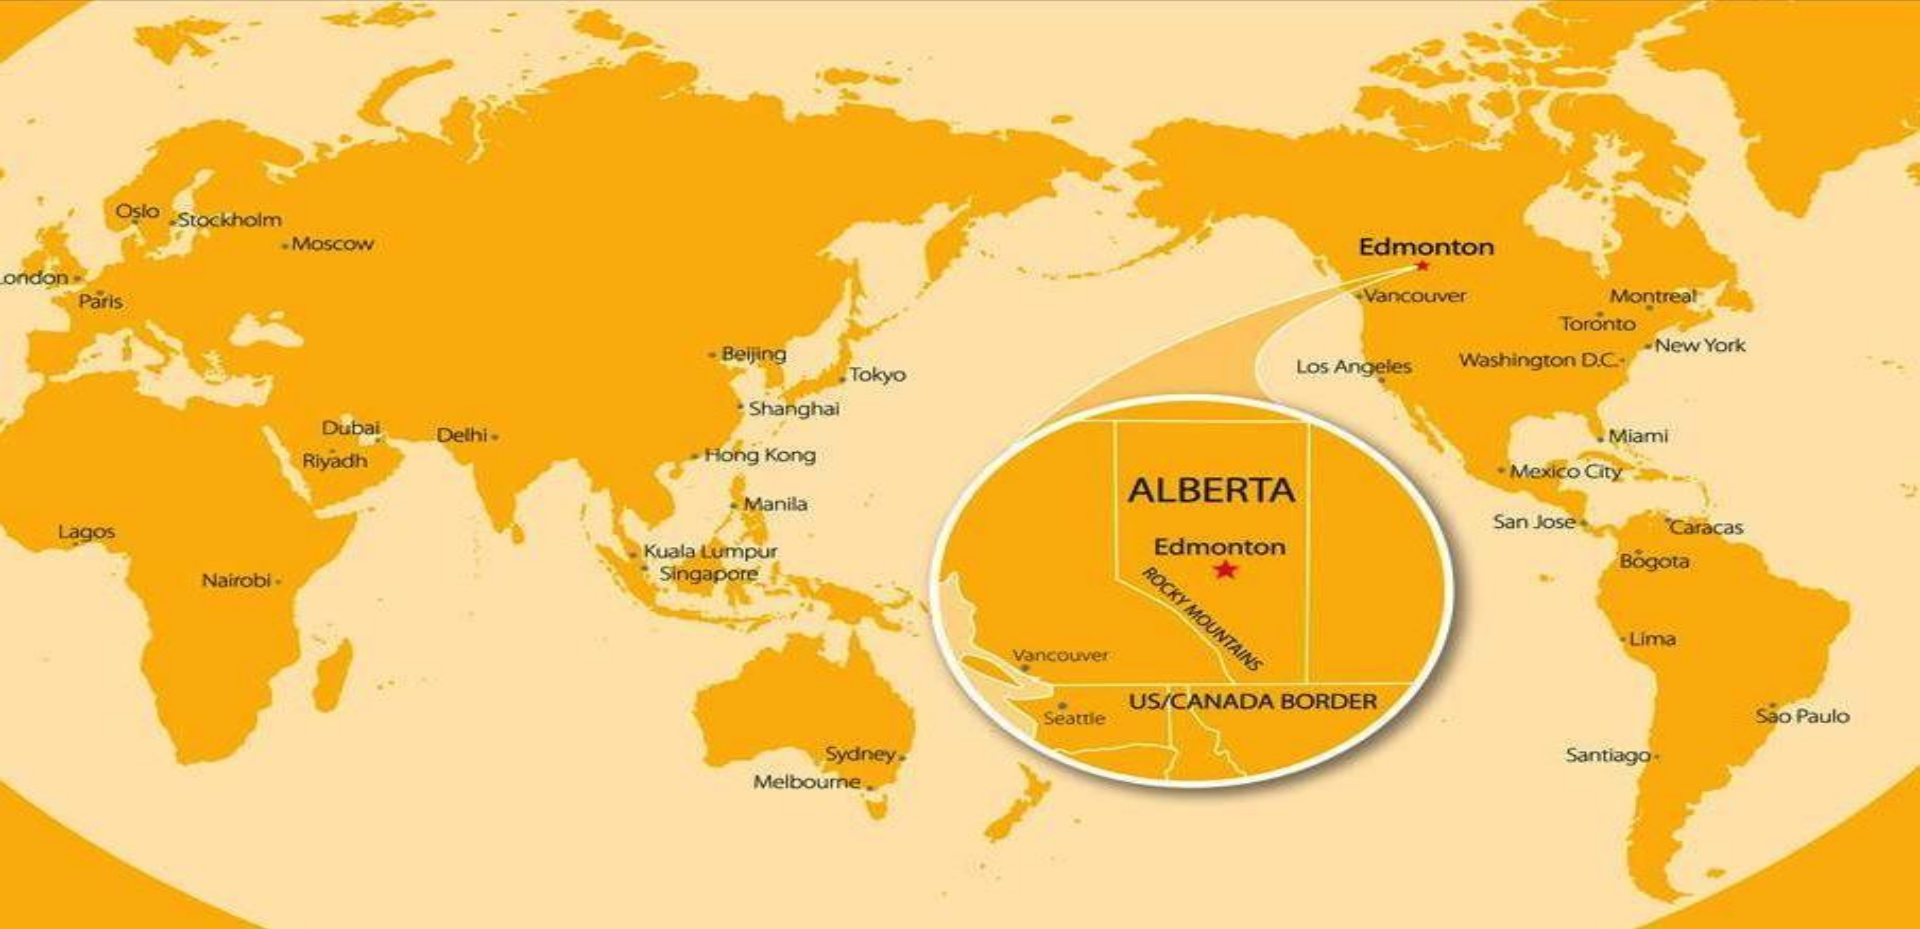 Oslo
Stockholm
Moscow
London
Paris
Edmonton
Vancouver
Montreal
Toronto
New York
Washington D.C.
Los Angeles
Beijing
Tokyo
Shanghai
Dubai
Delhi
Riyadh
Hong Kong
Miami
Mexico City
Manila
San Jose
Caracas
Lagos
Kuala Lumpur
Singapore
Bogota
Nairobi
Lima
ALBERTA
Edmonton
ROCKY MOUNTAINS
Vancouver
US/CANADA BORDER
Seattle
Sao Paulo
Santiago
Sydney
Melbourne